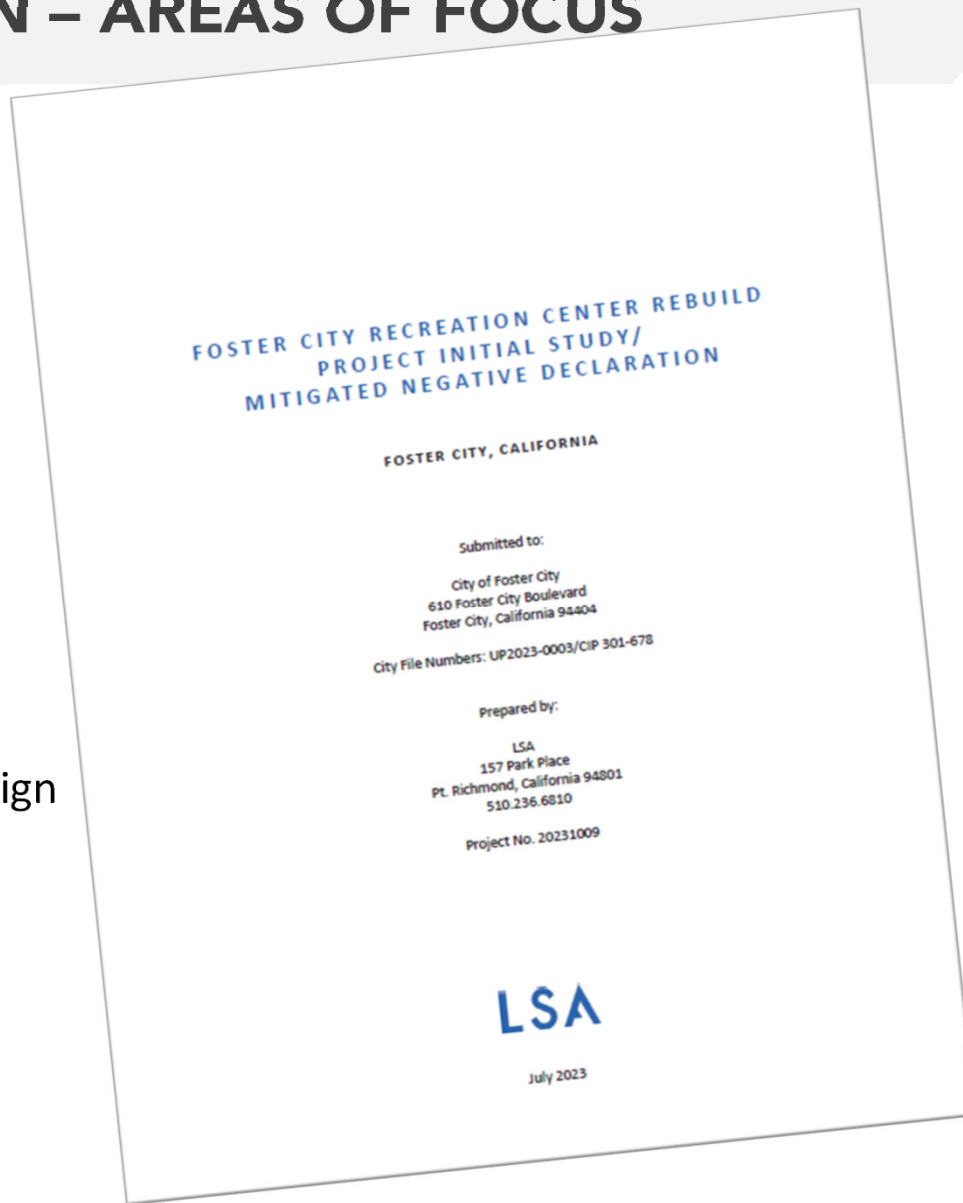 N – AREAS OF FOCUS
FOSTER CITY RECREATION CENTER REBUILD
PROJECT INITIAL STUDY/
MITIGATED NEGATIVE DECLARATION
FOSTER CITY, CALIFORNIA
Submitted to:
City of Foster City
610 Foster City Boulevard
Foster City, California 94404
City File Numbers: UP2023-0003/CIP 301-678
Prepared by:
LSA
157 Park Place
Pt. Richmond, California 94801
510.236.6810
Project No. 20231009
ign
LSA
July 2023